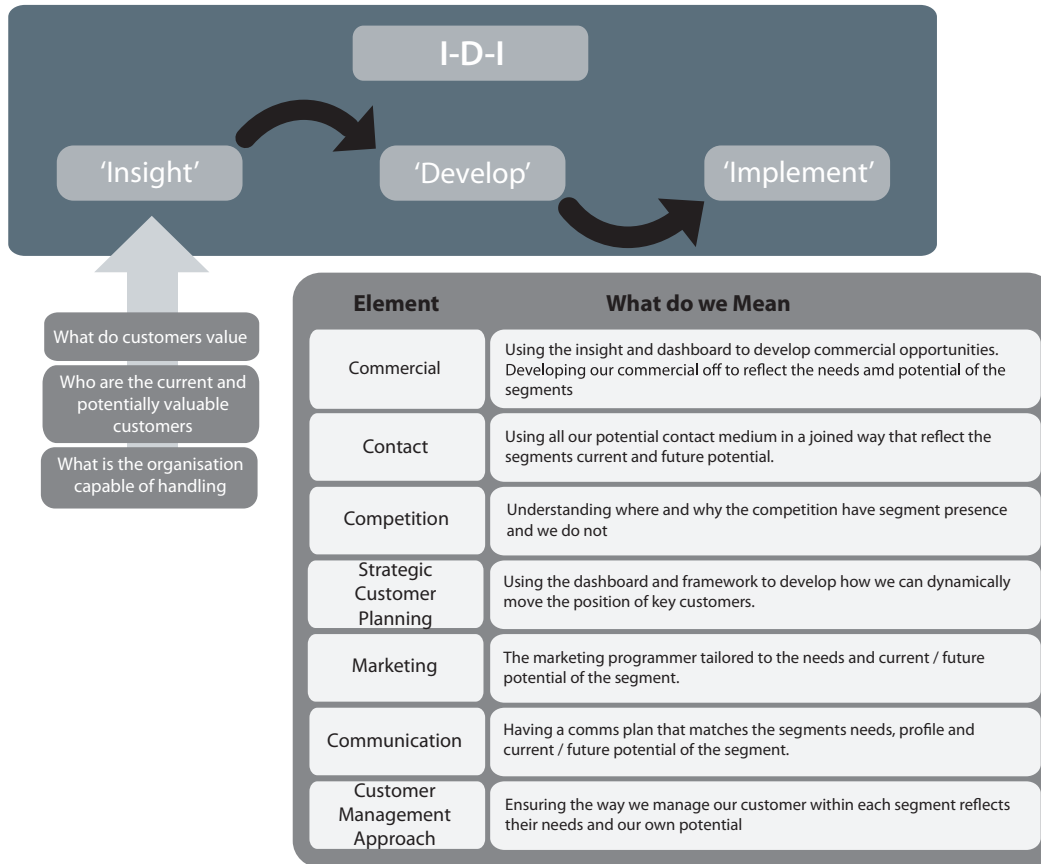 I-D-I
‘Insight’
‘Develop’
‘Implement’
What do customers value
Who are the current and
potentially valuable
customers
What is the organisation
capable of handling
Element
What do we Mean
Commercial
Using the insight and dashboard to develop commercial opportunities.
Developing our commercial off to reflect the needs amd potential of the
segments
Contact
Using all our potential contact medium in a joined way that reflect the
segments current and future potential.
Competition
Understanding where and why the competition have segment presence
and we do not
Strategic
Customer
Planning
Using the dashboard and framework to develop how we can dynamically
move the position of key customers.
Marketing
The marketing programmer tailored to the needs and current / future
potential of the segment.
Communication
Having a comms plan that matches the segments needs, profile and
current / future potential of the segment.
Customer
Management
Approach
Ensuring the way we manage our customer within each segment reflects
their needs and our own potential